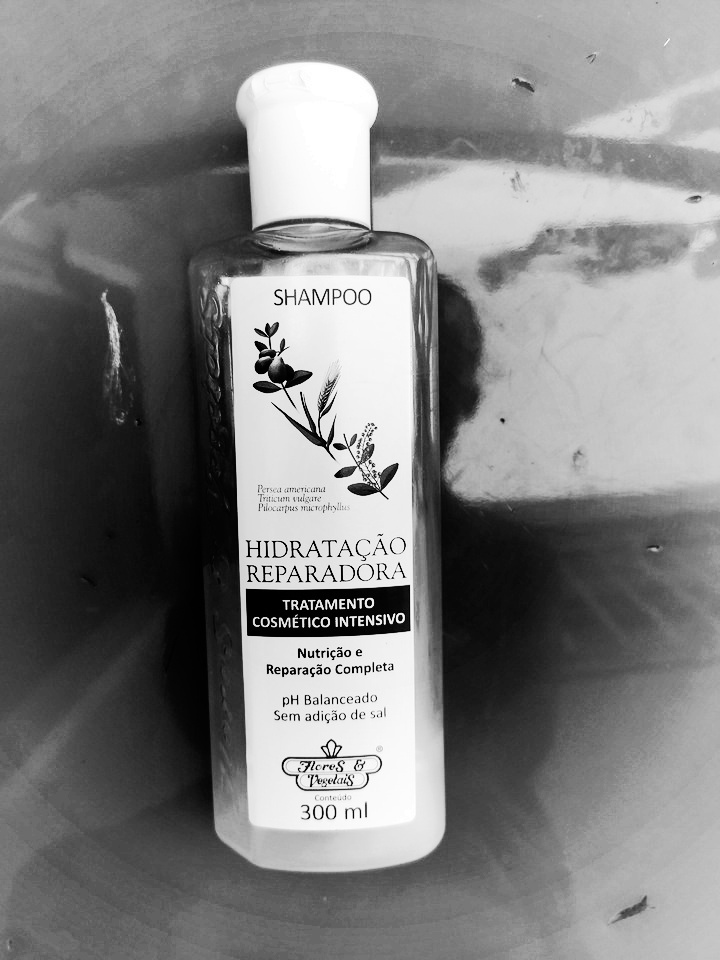 SHAMPOO
Persea americana
Triticum vulgare
Pilocarpus microphyllus
HIDRATAÇÃO
REPARADORA
TRATAMENTO
COSMÉTICO INTENSIVO
Nutrição e
Reparação Completa
pH Balanceado
Sem adição de sal
Flores &
Vegetais
®
Conteúdo
300 ml